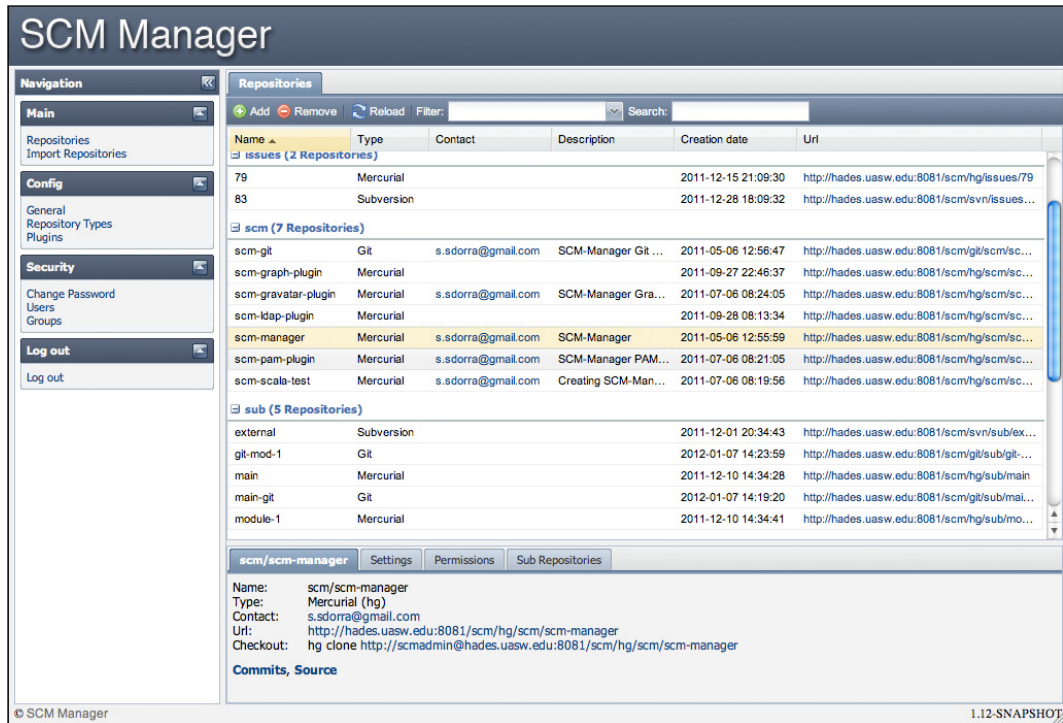 SCM Manager
Navigation
Main
Repositories
Import Repositories
Config
General
Repository Types
Plugins
Security
Change Password
Users
Groups
Log out
Log out
Repositories
Add Remove Reload Filter: Search:
Name Type Contact Description Creation date Url
issues (2 Repositories)
79 Mercurial 2011-12-15 21:09:30 http://hades.uasw.edu:8081/scm/hg/issues/79
83 Subversion 2011-12-28 18:09:32 http://hades.uasw.edu:8081/scm/svn/issues...
scm (7 Repositories)
scm-git Git s.sdorra@gmail.com SCM-Manager Git ... 2011-05-06 12:56:47 http://hades.uasw.edu:8081/scm/git/scm/sc...
scm-graph-plugin Mercurial 2011-09-27 22:46:37 http://hades.uasw.edu:8081/scm/hg/scm/sc...
scm-gravatar-plugin Mercurial s.sdorra@gmail.com SCM-Manager Gra... 2011-07-06 08:24:05 http://hades.uasw.edu:8081/scm/hg/scm/sc...
scm-ldap-plugin Mercurial 2011-09-28 08:13:34 http://hades.uasw.edu:8081/scm/hg/scm/sc...
scm-manager Mercurial s.sdorra@gmail.com SCM-Manager 2011-05-06 12:55:59 http://hades.uasw.edu:8081/scm/hg/scm/sc...
scm-pam-plugin Mercurial s.sdorra@gmail.com SCM-Manager PAM... 2011-07-06 08:21:05 http://hades.uasw.edu:8081/scm/hg/scm/sc...
scm-scala-test Mercurial s.sdorra@gmail.com Creating SCM-Man... 2011-07-06 08:19:56 http://hades.uasw.edu:8081/scm/hg/scm/sc...
sub (5 Repositories)
external Subversion 2011-12-01 20:34:43 http://hades.uasw.edu:8081/scm/svn/sub/ex...
git-mod-1 Git 2012-01-07 14:23:59 http://hades.uasw.edu:8081/scm/git/sub/git-...
main Mercurial 2011-12-10 14:34:28 http://hades.uasw.edu:8081/scm/hg/sub/main
main-git Git 2012-01-07 14:19:20 http://hades.uasw.edu:8081/scm/git/sub/mai...
module-1 Mercurial 2011-12-10 14:34:41 http://hades.uasw.edu:8081/scm/hg/sub/mo...
scm/scm-manager Settings Permissions Sub Repositories
Name: scm/scm-manager
Type: Mercurial (hg)
Contact: s.sdorra@gmail.com
Url: http://hades.uasw.edu:8081/scm/hg/scm/scm-manager
Checkout: hg clone http://scmadmin@hades.uasw.edu:8081/scm/hg/scm/scm-manager
Commits, Source
© SCM Manager 1.12-SNAPSHOT